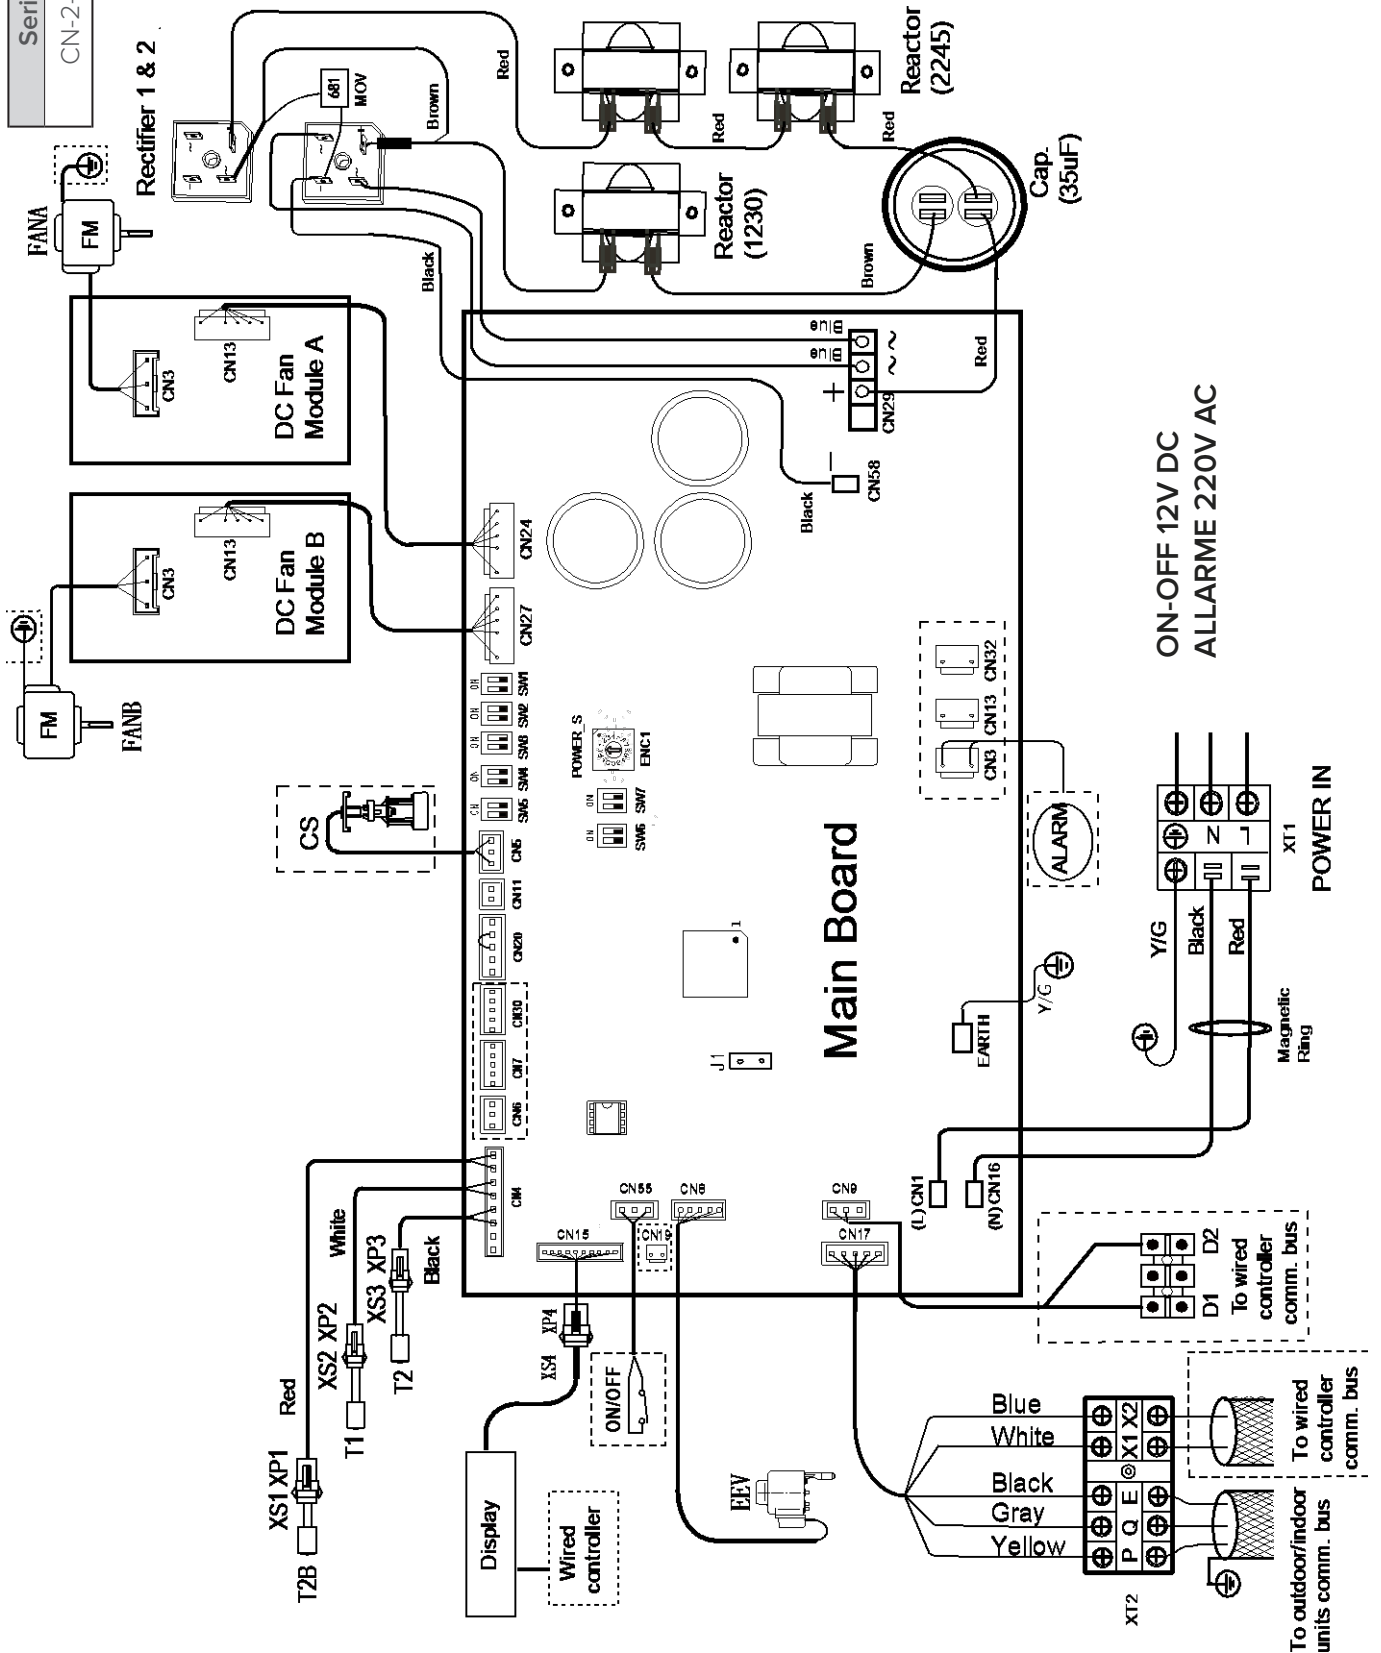 Seri
CN-2-
Rectifier 1 & 2
681
MOV
Red
Brown
Black
Red
Red
Reactor
(2245)
Reactor
(1230)
Brown
Cap.
(35uF)
Red
FANA
FM
CN3
CN13
DC Fan
Module A
FANB
FM
CN3
CN13
DC Fan
Module B
CN24
CN27
Blue
Blue
~
~
+
CN29
–
CN58
Black
SW1
ON
SW2
ON
SW4
SW5
POWER_S
ENC1
SW7
ON
SW6
ON
CS
CN5
CN11
CN20
CN30
CN7
CN6
CN4
Main Board
1
J1
CN32
CN13
CN3
ALARM
ON-OFF 12V DC
ALLARME 220V AC
EARTH
Y/G
XT1
POWER IN
N
L
Y/G
Black
Red
Magnetic
Ring
(L)CN1
(N)CN16
CN55
CN19
CN15
CN9
CN17
T2B
XS1 XP1
Red
T1
XS2 XP2
White
T2
XS3 XP3
Black
XS4
XP4
Display
Wired
controller
ON/OFF
EEV
D1
D2
To wired
controller
comm. bus
Blue
White
Black
Gray
Yellow
P Q E X1 X2
XT2
To wired
controller
comm. bus
To outdoor/indoor
units comm. bus